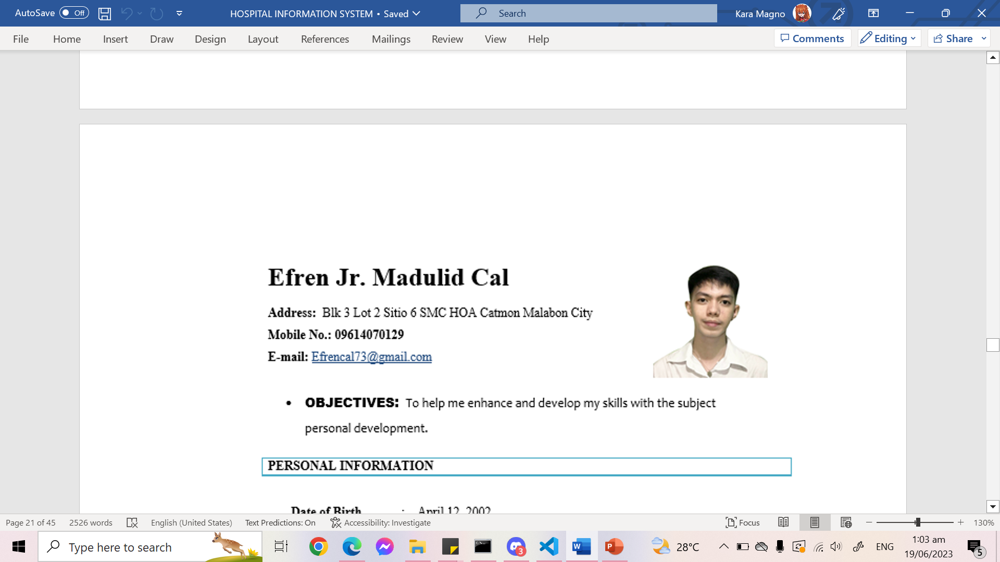 AutoSave Off HOSPITAL INFORMATION SYSTEM • Saved Search Kara Magno
File Home Insert Draw Design Layout References Mailings Review View Help Comments Editing Share
Efren Jr. Madulid Cal
Address: Blk 3 Lot 2 Sitio 6 SMC HOA Catmon Malabon City
Mobile No.: 09614070129
E-mail: Efrencal73@gmail.com
• OBJECTIVES: To help me enhance and develop my skills with the subject
personal development.
PERSONAL INFORMATION
Date of Birth : April 12, 2002
Page 21 of 45 2526 words English (United States) Text Predictions: On Accessibility: Investigate Focus 130%
Type here to search 3 28°C ENG 1:03 am
19/06/2023 5